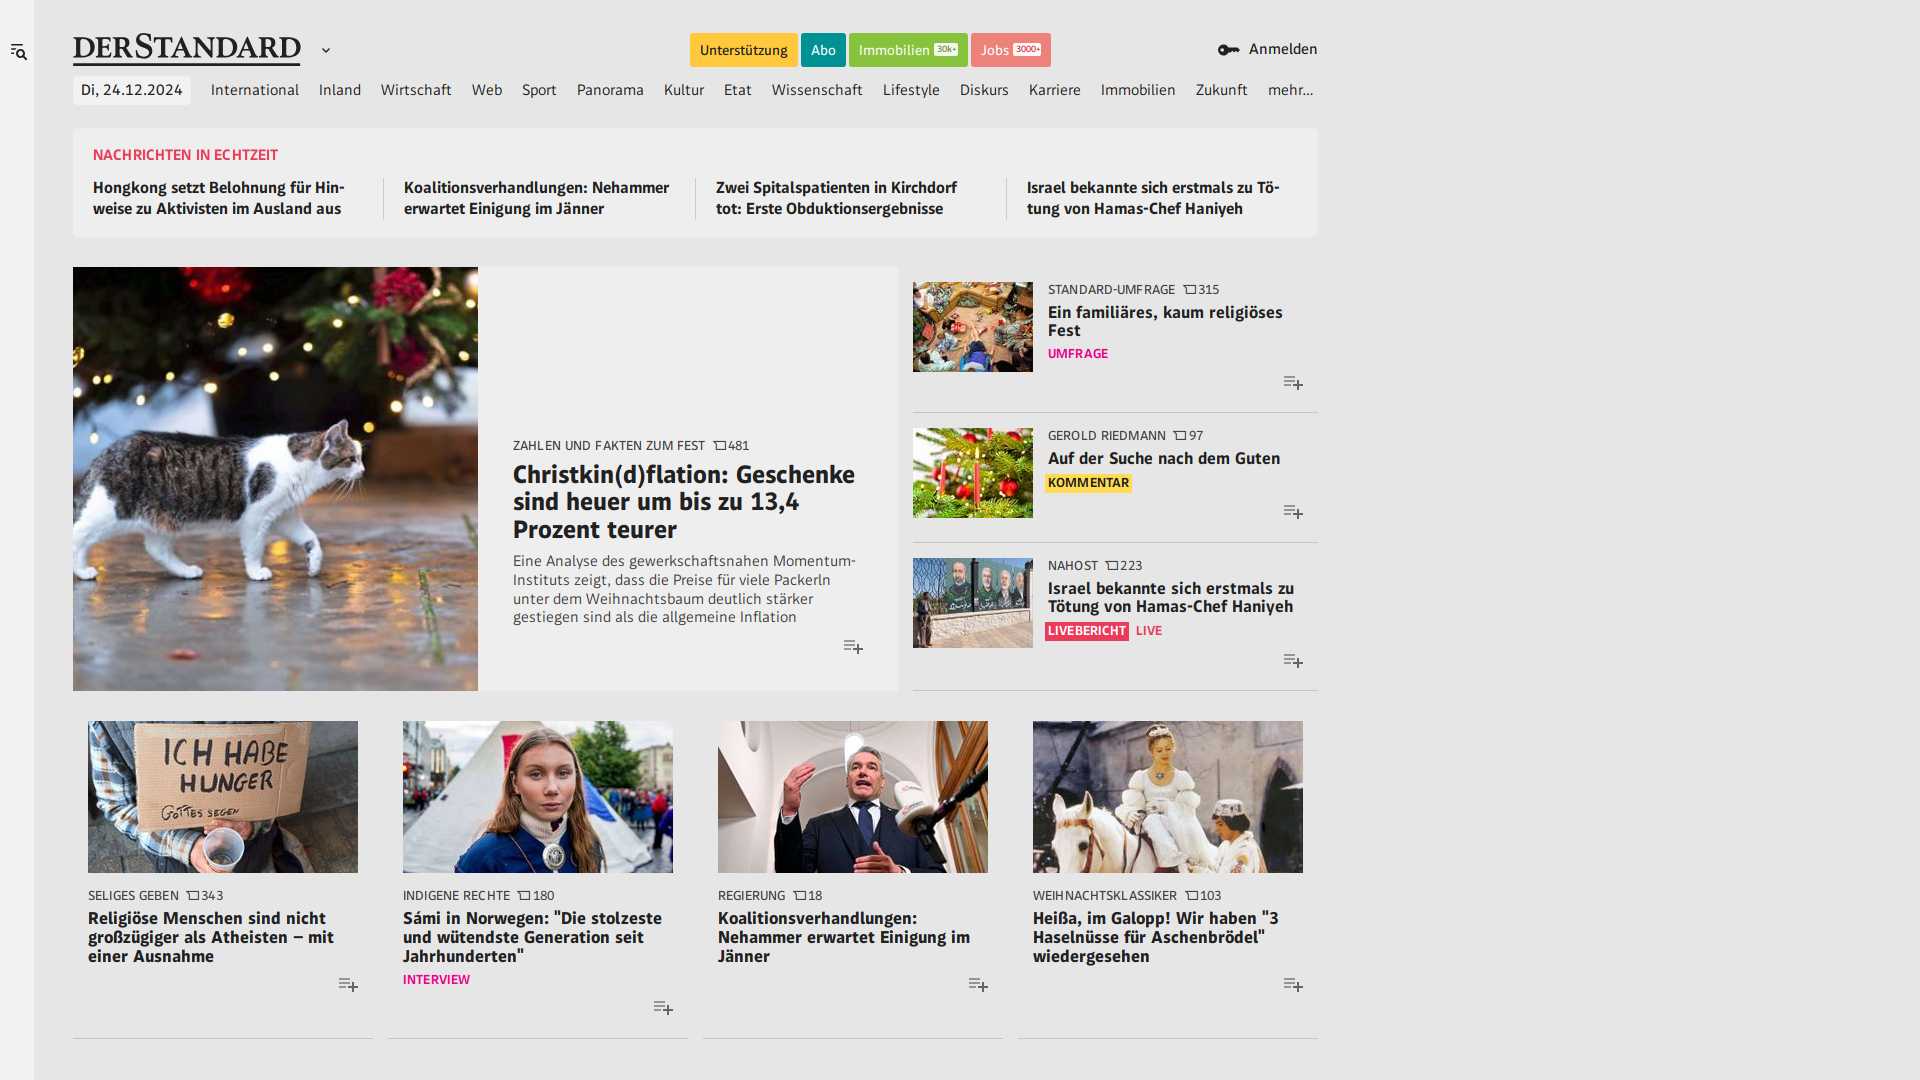 DERSTANDARD
Unterstützung
Abo
Immobilien 30k+
Jobs 3000+
Anmelden
Di, 24.12.2024
International
Inland
Wirtschaft
Web
Sport
Panorama
Kultur
Etat
Wissenschaft
Lifestyle
Diskurs
Karriere
Immobilien
Zukunft
mehr...
NACHRICHTEN IN ECHTZEIT
Hongkong setzt Belohnung für Hin-
weise zu Aktivisten im Ausland aus
Koalitionsverhandlungen: Nehammer
erwartet Einigung im Jänner
Zwei Spitalspatienten in Kirchdorf
tot: Erste Obduktionsergebnisse
Israel bekannte sich erstmals zu Tö-
tung von Hamas-Chef Haniyeh
ZAHLEN UND FAKTEN ZUM FEST 481
Christkin(d)flation: Geschenke
sind heuer um bis zu 13,4
Prozent teurer
Eine Analyse des gewerkschaftsnahen Momentum-
Instituts zeigt, dass die Preise für viele Packerln
unter dem Weihnachtsbaum deutlich stärker
gestiegen sind als die allgemeine Inflation
STANDARD-UMFRAGE 315
Ein familiäres, kaum religiöses
Fest
UMFRAGE
GEROLD RIEDMANN 97
Auf der Suche nach dem Guten
KOMMENTAR
NAHOST 223
Israel bekannte sich erstmals zu
Tötung von Hamas-Chef Haniyeh
LIVEBERICHT LIVE
ICH HABE
HUNGER
GOTTES SEGEN
SELIGES GEBEN 343
Religiöse Menschen sind nicht
großzügiger als Atheisten – mit
einer Ausnahme
INDIGENE RECHTE 180
Sámi in Norwegen: "Die stolzeste
und wütendste Generation seit
Jahrhunderten"
INTERVIEW
REGIERUNG 18
Koalitionsverhandlungen:
Nehammer erwartet Einigung im
Jänner
WEIHNACHTSKLASSIKER 103
Heißa, im Galopp! Wir haben "3
Haselnüsse für Aschenbrödel"
wiedergesehen